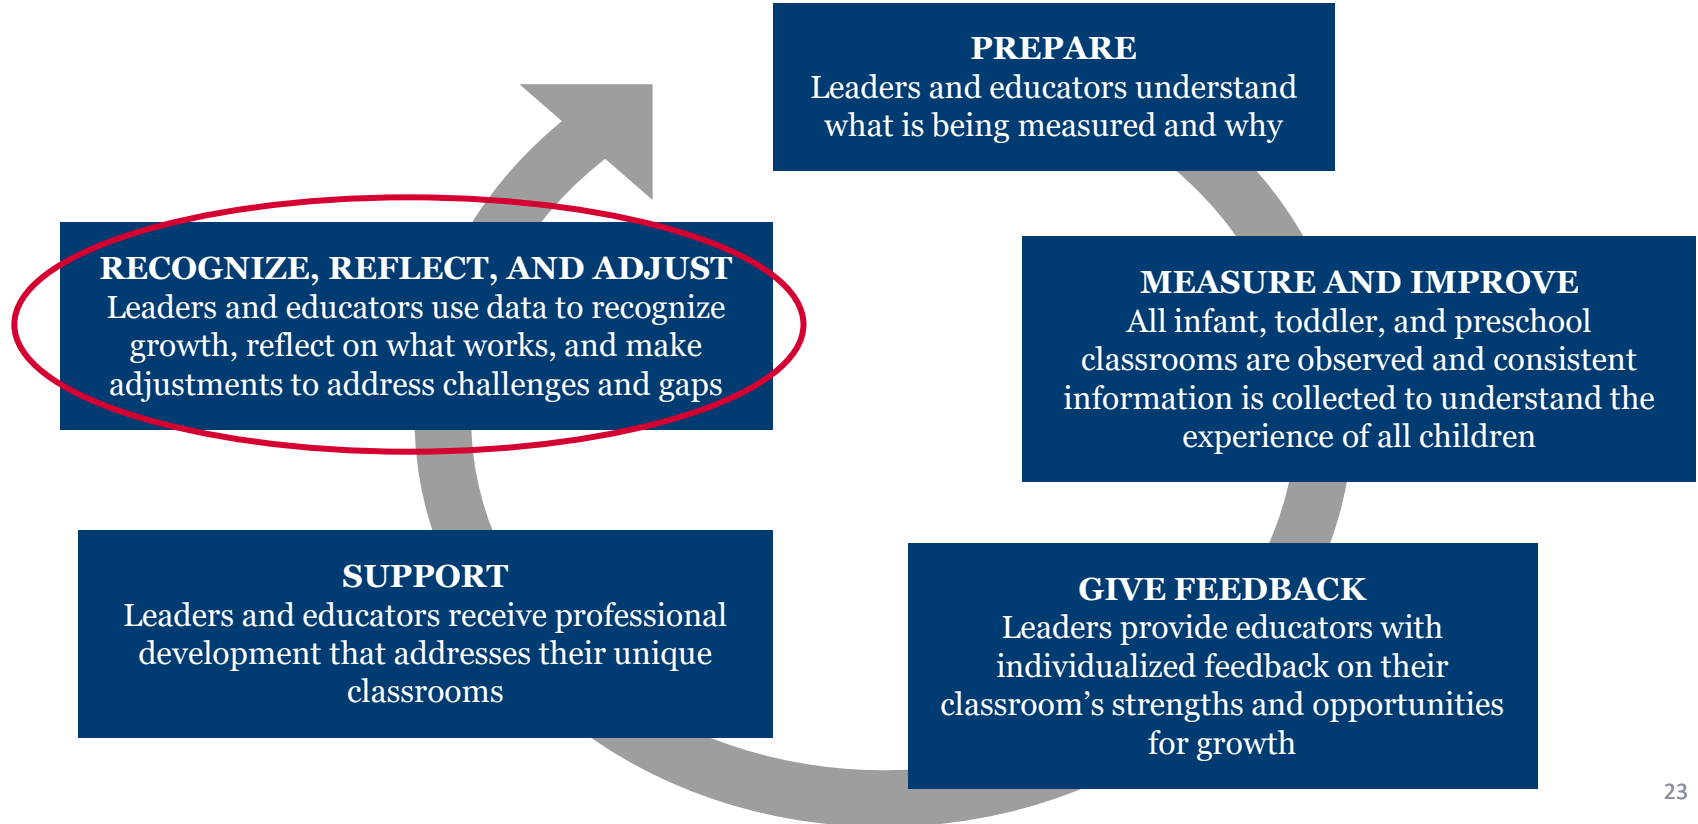 PREPARE
Leaders and educators understand
what is being measured and why
MEASURE AND IMPROVE
All infant, toddler, and preschool
classrooms are observed and consistent
information is collected to understand the
experience of all children
GIVE FEEDBACK
Leaders provide educators with
individualized feedback on their
classroom’s strengths and opportunities
for growth
SUPPORT
Leaders and educators receive professional
development that addresses their unique
classrooms
RECOGNIZE, REFLECT, AND ADJUST
Leaders and educators use data to recognize
growth, reflect on what works, and make
adjustments to address challenges and gaps
23